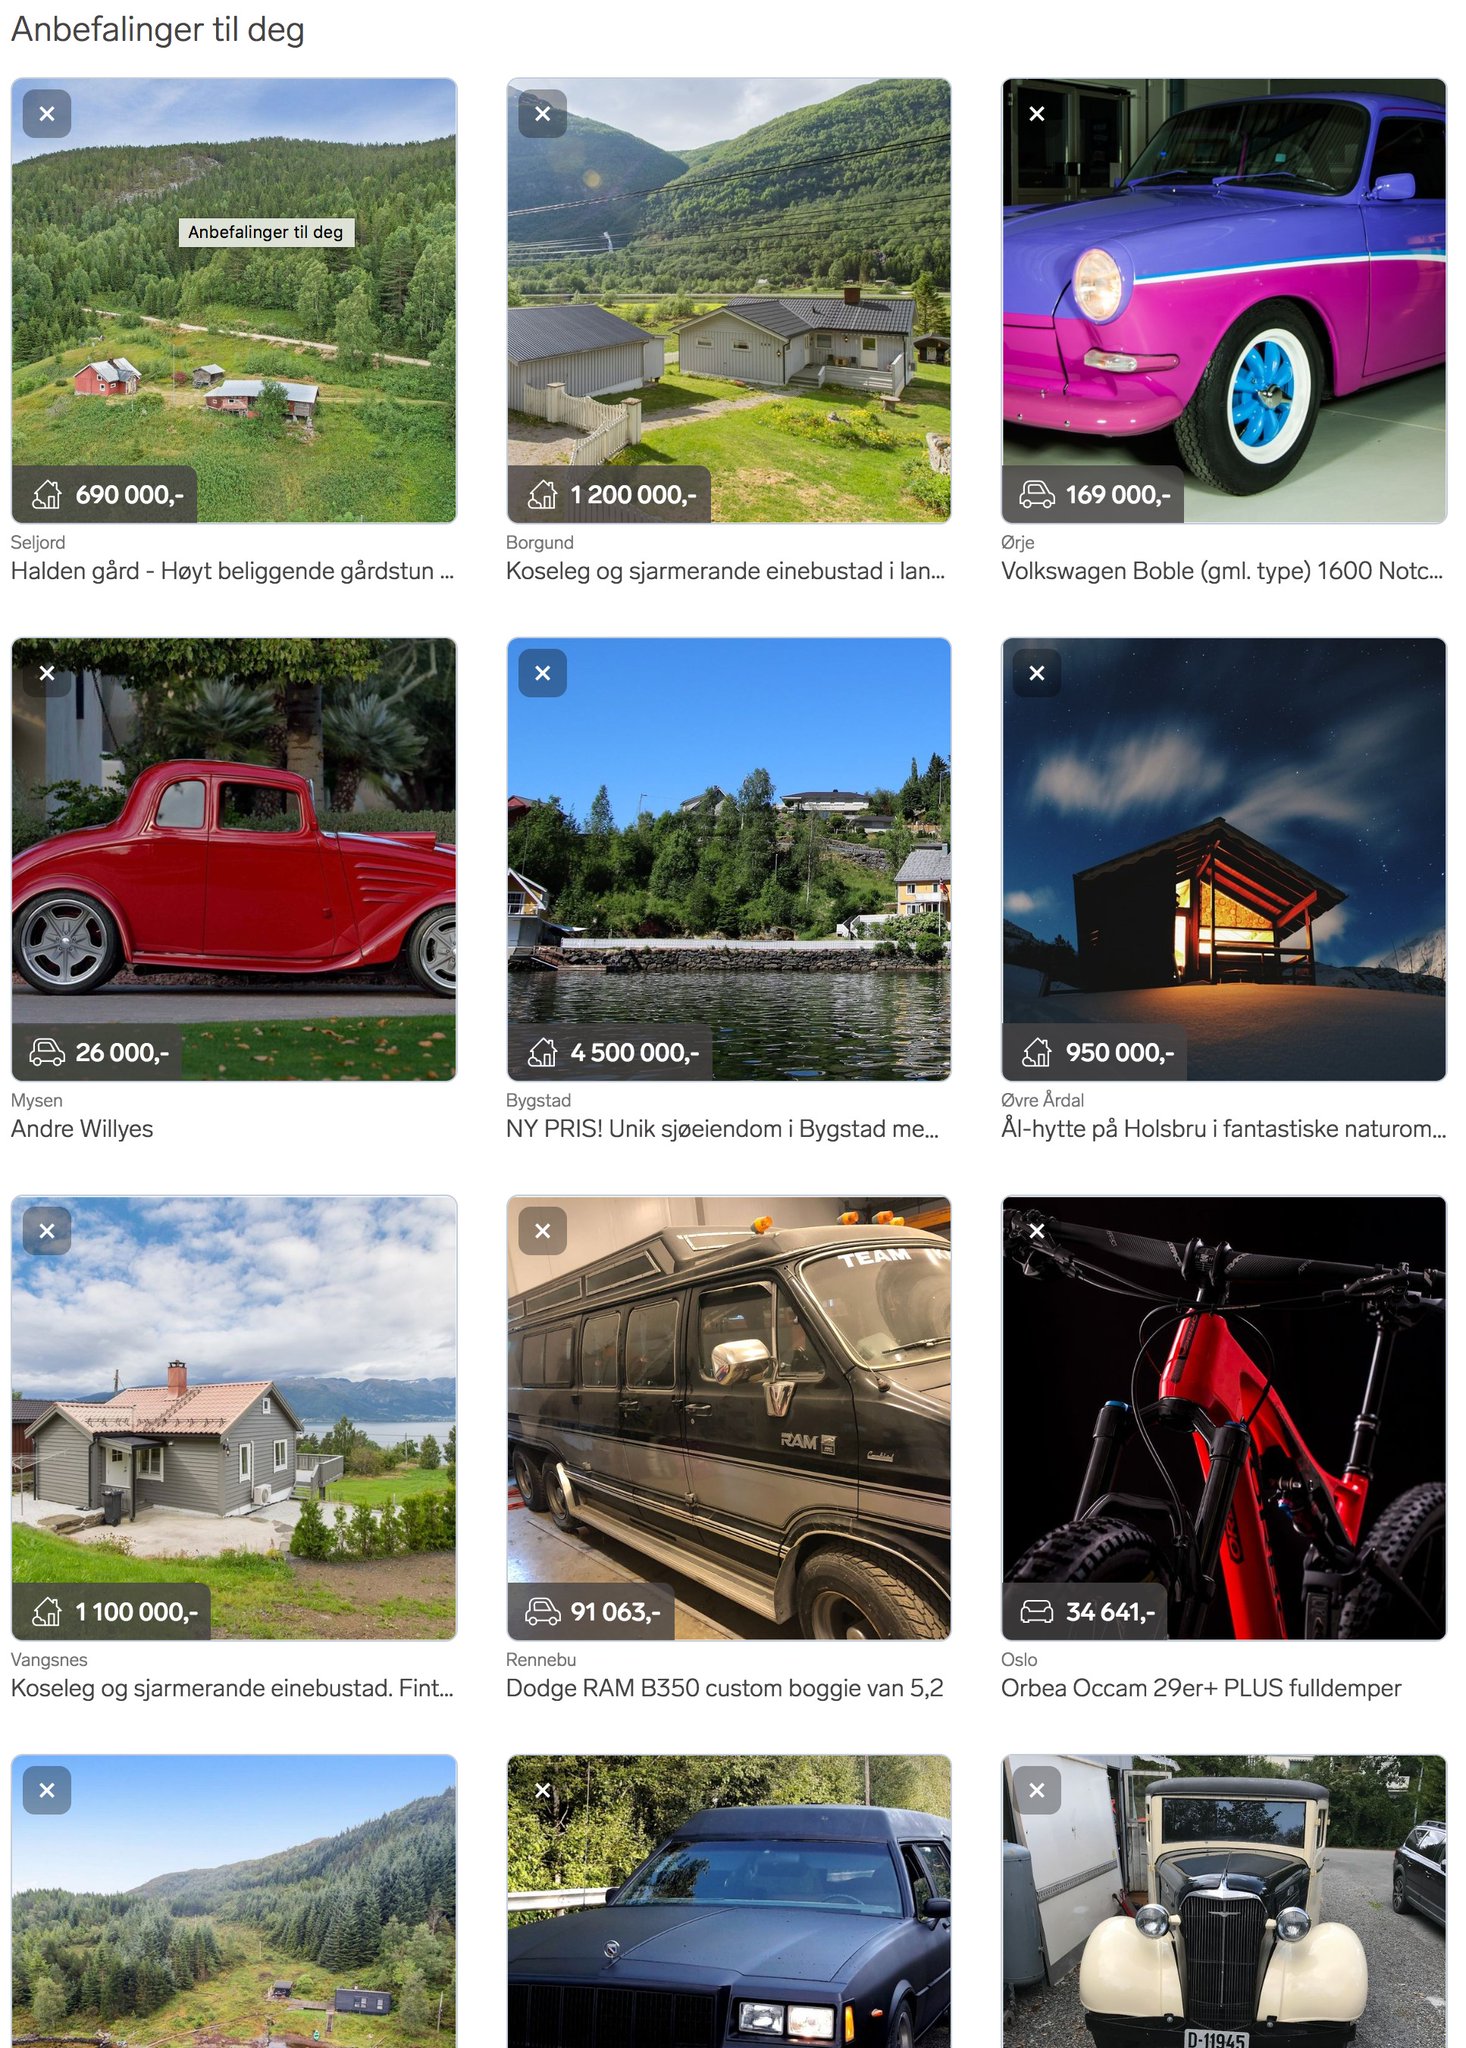 Anbefalinger til deg
Anbefalinger til deg
690 000,-
Seljord
Halden gård - Høyt beliggende gårdstun ...
1 200 000,-
Borgund
Koseleg og sjarmerande einebustad i lan...
169 000,-
Ørje
Volkswagen Boble (gml. type) 1600 Notc...
26 000,-
Mysen
Andre Willyes
4 500 000,-
Bygstad
NY PRIS! Unik sjøeiendom i Bygstad me...
950 000,-
Øvre Årdal
Ål-hytte på Holsbru i fantastiske naturom...
1 100 000,-
Vangsnes
Koseleg og sjarmerande einebustad. Fint...
TEAM
RAM
91 063,-
Rennebu
Dodge RAM B350 custom boggie van 5,2
34 641,-
Oslo
Orbea Occam 29er+ PLUS fulldemper
D-11945